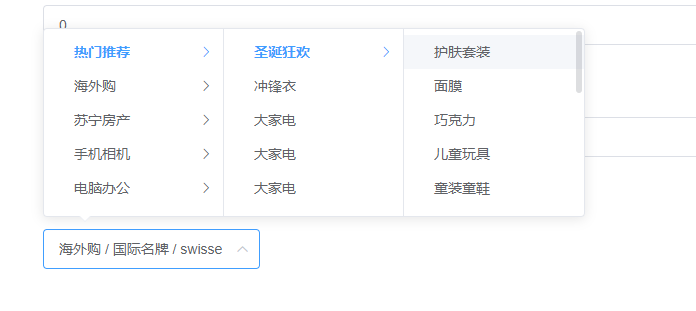 0
热门推荐
海外购
苏宁房产
手机相机
电脑办公
圣诞狂欢
冲锋衣
大家电
大家电
大家电
护肤套装
面膜
巧克力
儿童玩具
童装童鞋
海外购 / 国际名牌 / swisse